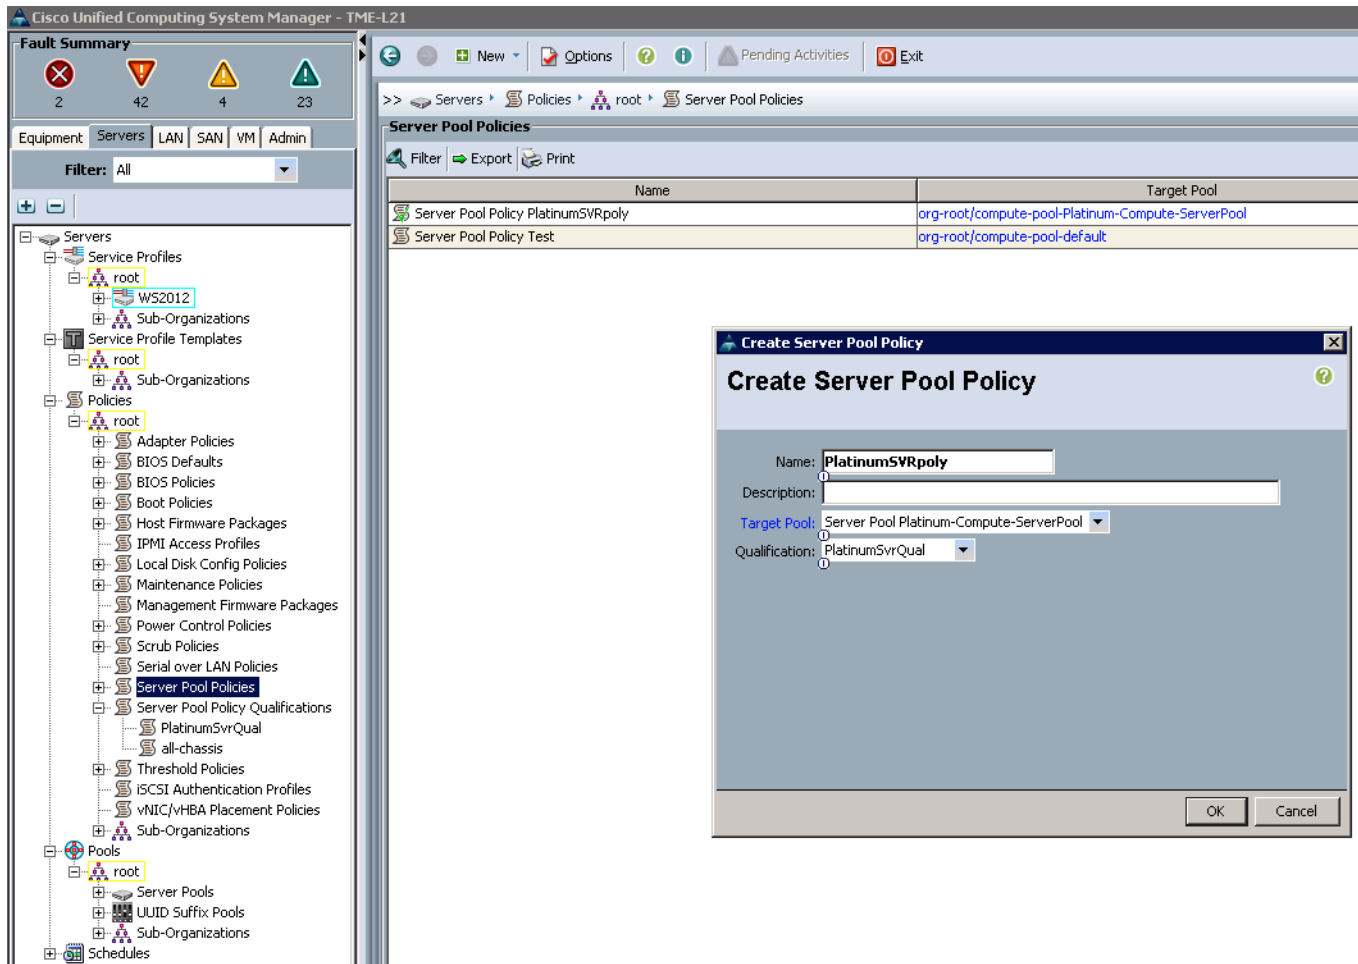 Cisco Unified Computing System Manager - TME-L21
Fault Summary
2 42 4 23
Equipment Servers LAN SAN VM Admin
Filter: All
Servers
Service Profiles
root
WS2012
Sub-Organizations
Service Profile Templates
root
Sub-Organizations
Policies
root
Adapter Policies
BIOS Defaults
BIOS Policies
Boot Policies
Host Firmware Packages
IPMI Access Profiles
Local Disk Config Policies
Maintenance Policies
Management Firmware Packages
Power Control Policies
Scrub Policies
Serial over LAN Policies
Server Pool Policies
Server Pool Policy Qualifications
PlatinumSvrQual
all-chassis
Threshold Policies
iSCSI Authentication Profiles
vNIC/vHBA Placement Policies
Sub-Organizations
Pools
root
Server Pools
UUID Suffix Pools
Sub-Organizations
Schedules
New Options Pending Activities Exit
>> Servers Policies root Server Pool Policies
Server Pool Policies
Filter Export Print
Name Target Pool
Server Pool Policy PlatinumSVRpoly org-root/compute-pool-Platinum-Compute-ServerPool
Server Pool Policy Test org-root/compute-pool-default
Create Server Pool Policy
Create Server Pool Policy
Name: PlatinumSVRpoly
Description:
Target Pool: Server Pool Platinum-Compute-ServerPool
Qualification: PlatinumSvrQual
OK Cancel